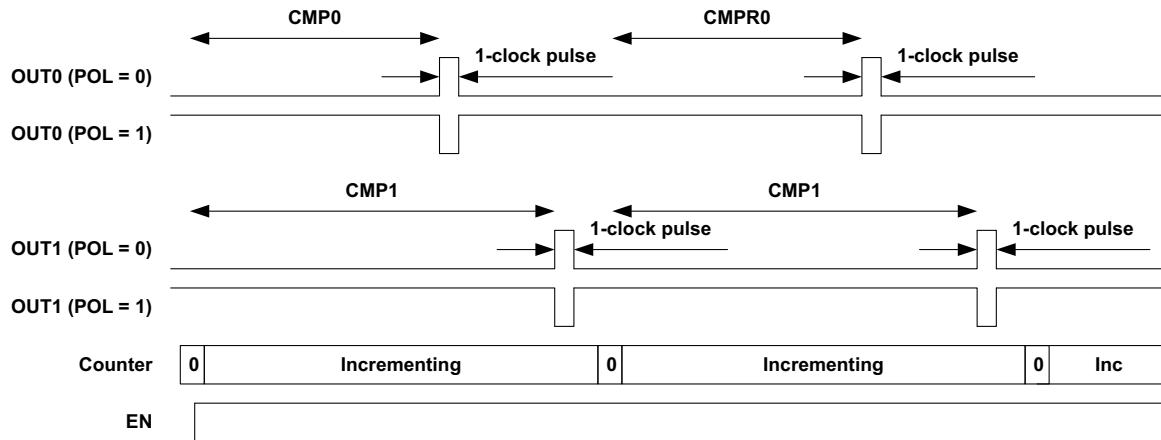 CMP0 CMPR0
1-clock pulse 1-clock pulse
OUT0 (POL = 0)
OUT0 (POL = 1)
CMP1 CMP1
1-clock pulse 1-clock pulse
OUT1 (POL = 0)
OUT1 (POL = 1)
Counter 0 Incrementing 0 Incrementing 0 Inc
EN